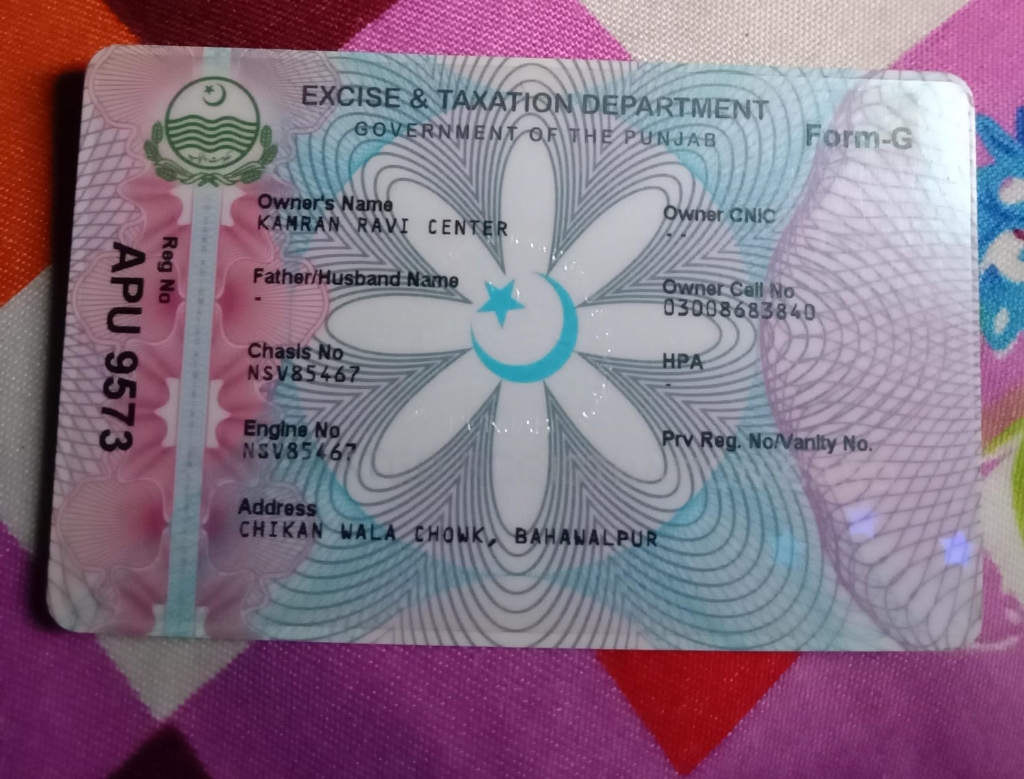 EXCISE & TAXATION DEPARTMENT
GOVERNMENT OF THE PUNJAB
Form-G
Reg No
APU 9573
Owner's Name
KAMRAN RAVI CENTER
Owner CNIC
- -
Father/Husband Name
-
Owner Cell No
03008683840
Chasis No
NSV85467
HPA
-
Engine No
NSV85467
Prv Reg. No/Vanity No.
Address
CHIKAN WALA CHOWK, BAHAWALPUR